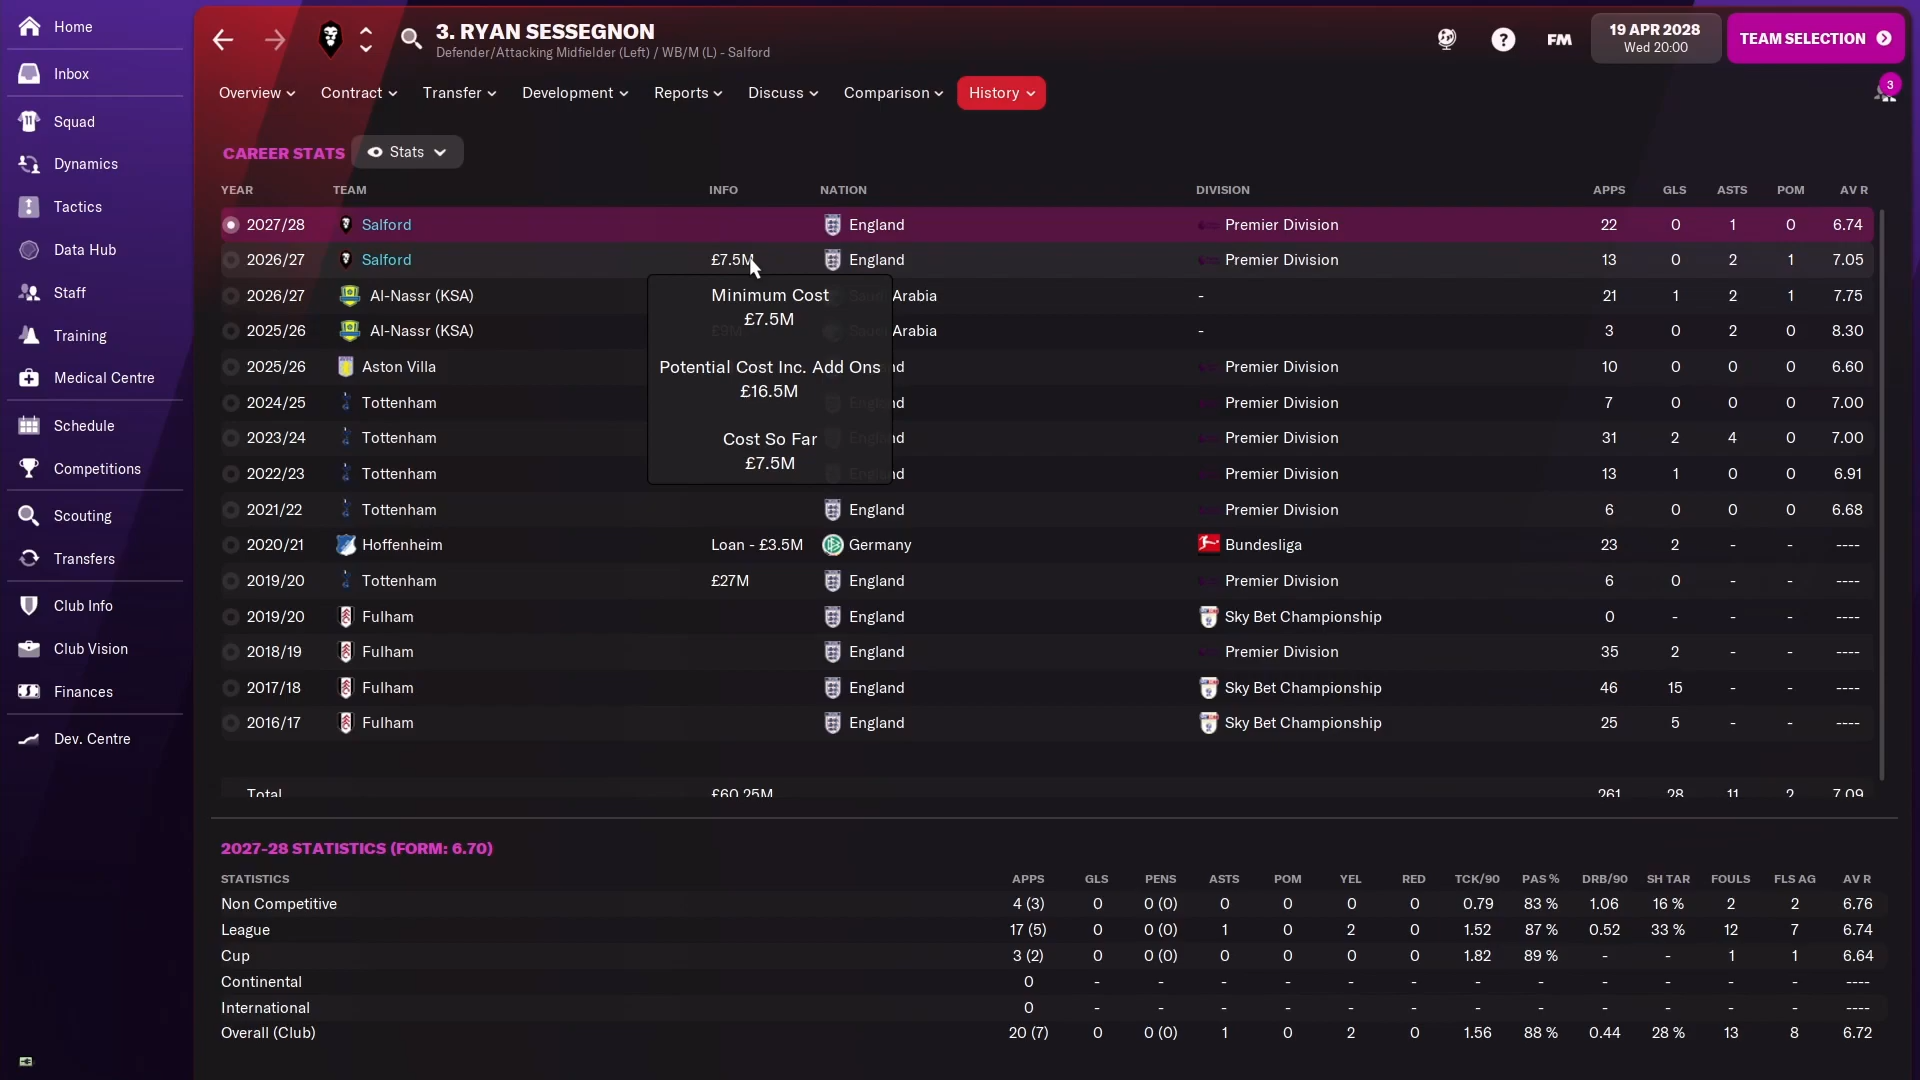 Home
Inbox
Squad
Dynamics
Tactics
Data Hub
Staff
Training
Medical Centre
Schedule
Competitions
Scouting
Transfers
Club Info
Club Vision
Finances
Dev. Centre
3. RYAN SESSEGNON
Defender/Attacking Midfielder (Left) / WB/M (L) - Salford
? FM
19 APR 2028
Wed 20:00
TEAM SELECTION
3
Overview Contract Transfer Development Reports Discuss Comparison History
CAREER STATS Stats
YEAR TEAM INFO NATION DIVISION APPS GLS ASTS POM AV R
2027/28 Salford England Premier Division 22 0 1 0 6.74
2026/27 Salford £7.5M England Premier Division 13 0 2 1 7.05
2026/27 Al-Nassr (KSA) Saudi Arabia - 21 1 2 1 7.75
2025/26 Al-Nassr (KSA) £9M Saudi Arabia - 3 0 2 0 8.30
2025/26 Aston Villa England Premier Division 10 0 0 0 6.60
2024/25 Tottenham England Premier Division 7 0 0 0 7.00
2023/24 Tottenham England Premier Division 31 2 4 0 7.00
2022/23 Tottenham England Premier Division 13 1 0 0 6.91
2021/22 Tottenham England Premier Division 6 0 0 0 6.68
2020/21 Hoffenheim Loan - £3.5M Germany Bundesliga 23 2 - - ----
2019/20 Tottenham £27M England Premier Division 6 0 - - ----
2019/20 Fulham England Sky Bet Championship 0 - - - ----
2018/19 Fulham England Premier Division 35 2 - - ----
2017/18 Fulham England Sky Bet Championship 46 15 - - ----
2016/17 Fulham England Sky Bet Championship 25 5 - - ----
Total £60.25M 261 28 11 2 7.09
Minimum Cost
£7.5M
Potential Cost Inc. Add Ons
£16.5M
Cost So Far
£7.5M
2027-28 STATISTICS (FORM: 6.70)
STATISTICS APPS GLS PENS ASTS POM YEL RED TCK/90 PAS % DRB/90 SH TAR FOULS FLS AG AV R
Non Competitive 4 (3) 0 0 (0) 0 0 0 0 0.79 83 % 1.06 16 % 2 2 6.76
League 17 (5) 0 0 (0) 1 0 2 0 1.52 87 % 0.52 33 % 12 7 6.74
Cup 3 (2) 0 0 (0) 0 0 0 0 1.82 89 % - - 1 1 6.64
Continental 0 - - - - - - - - - - - - ----
International 0 - - - - - - - - - - - - ----
Overall (Club) 20 (7) 0 0 (0) 1 0 2 0 1.56 88 % 0.44 28 % 13 8 6.72